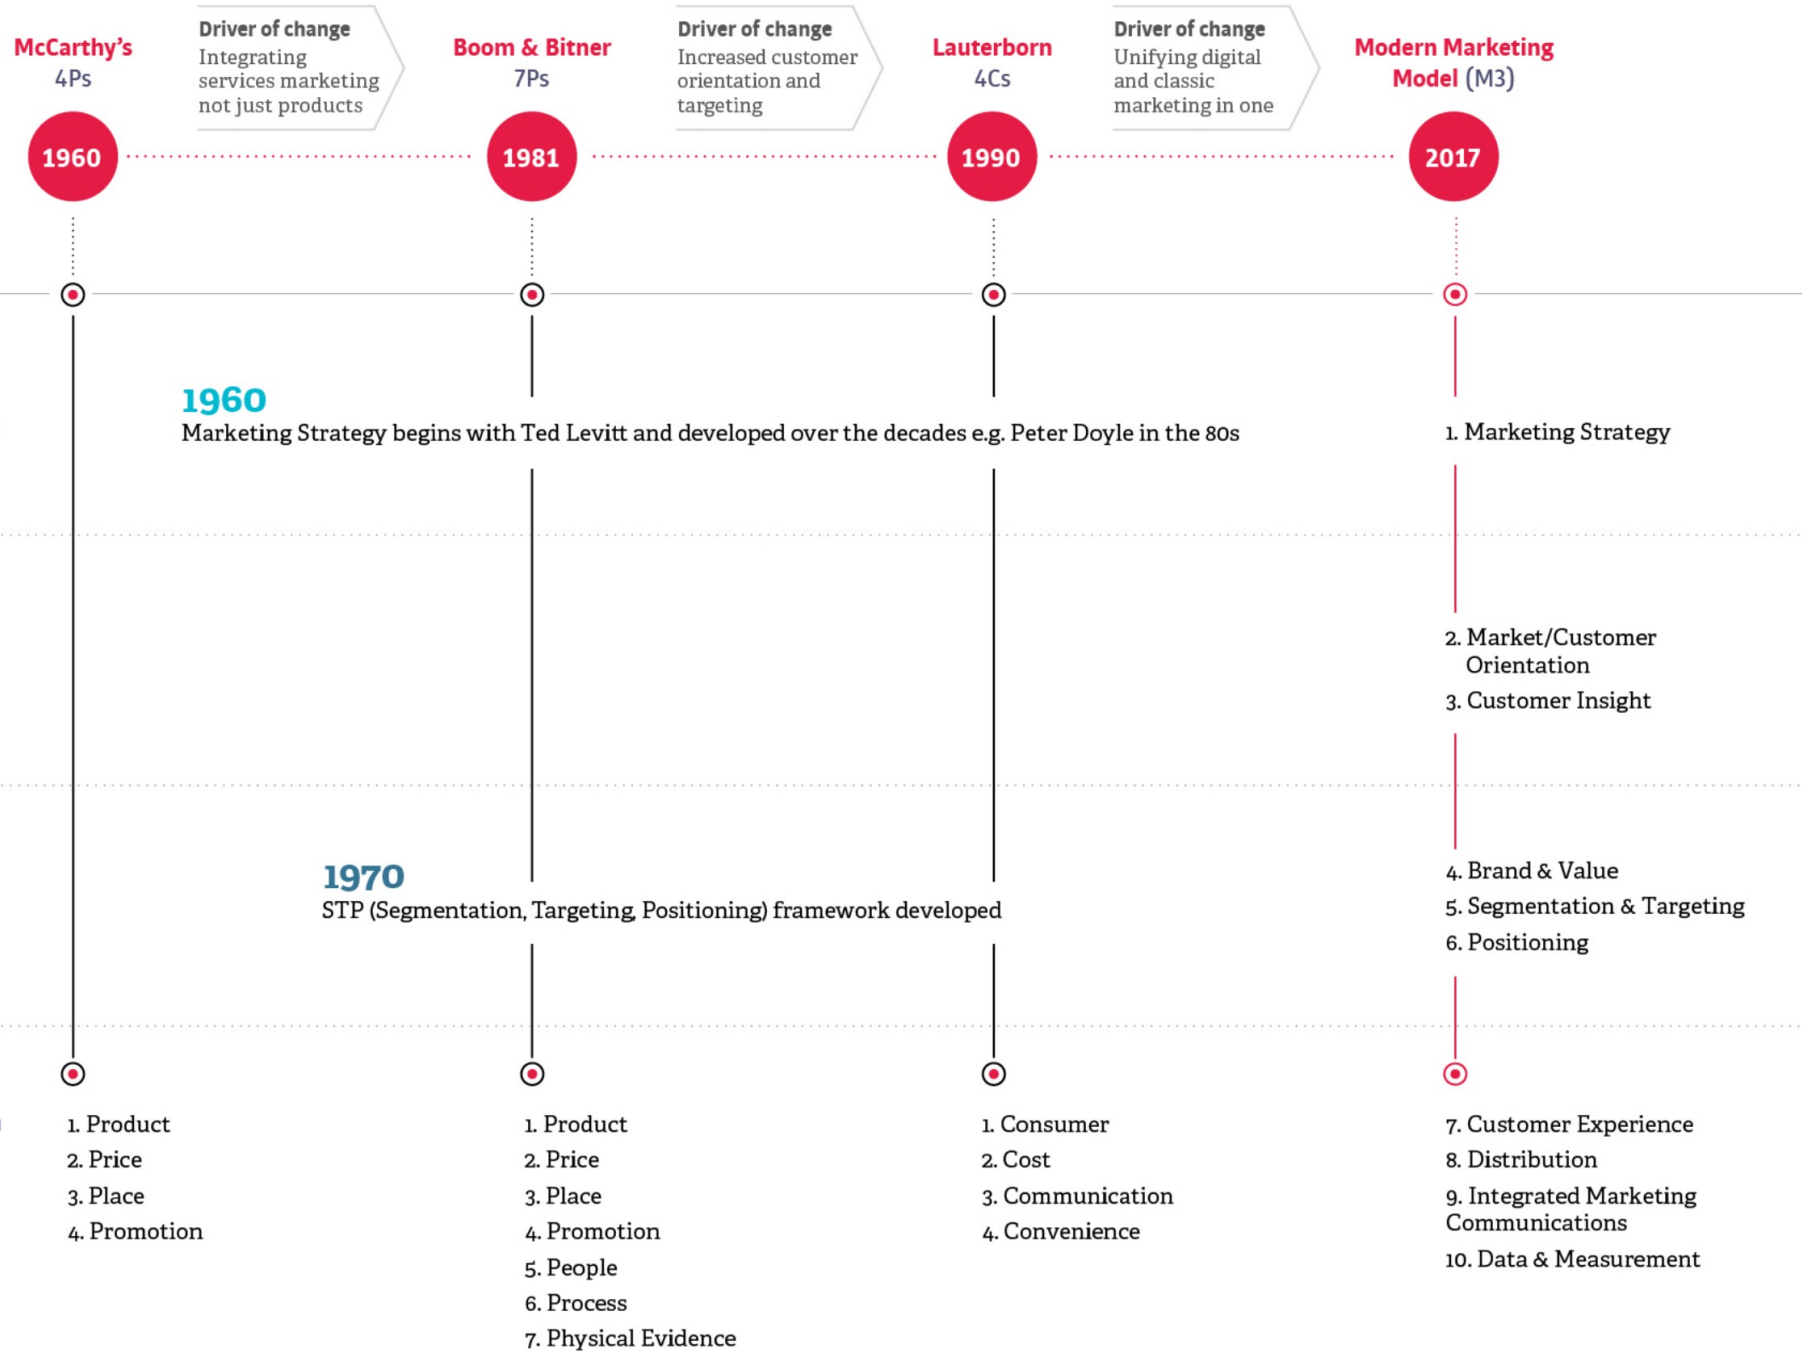 McCarthy's
4Ps
Driver of change
Integrating
services marketing
not just products
Boom & Bitner
7Ps
Driver of change
Increased customer
orientation and
targeting
Lauterborn
4Cs
Driver of change
Unifying digital
and classic
marketing in one
Modern Marketing
Model (M3)
1960
1981
1990
2017
1960
Marketing Strategy begins with Ted Levitt and developed over the decades e.g. Peter Doyle in the 80s
1. Marketing Strategy
2. Market/Customer
Orientation
3. Customer Insight
1970
STP (Segmentation, Targeting, Positioning) framework developed
4. Brand & Value
5. Segmentation & Targeting
6. Positioning
1. Product
2. Price
3. Place
4. Promotion
1. Product
2. Price
3. Place
4. Promotion
5. People
6. Process
7. Physical Evidence
1. Consumer
2. Cost
3. Communication
4. Convenience
7. Customer Experience
8. Distribution
9. Integrated Marketing
Communications
10. Data & Measurement